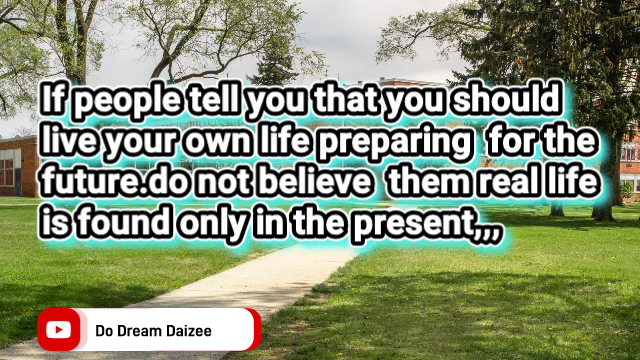 If people tell you that you should
live your own life preparing for the
future.do not believe them real life
is found only in the present,,,
Do Dream Daizee